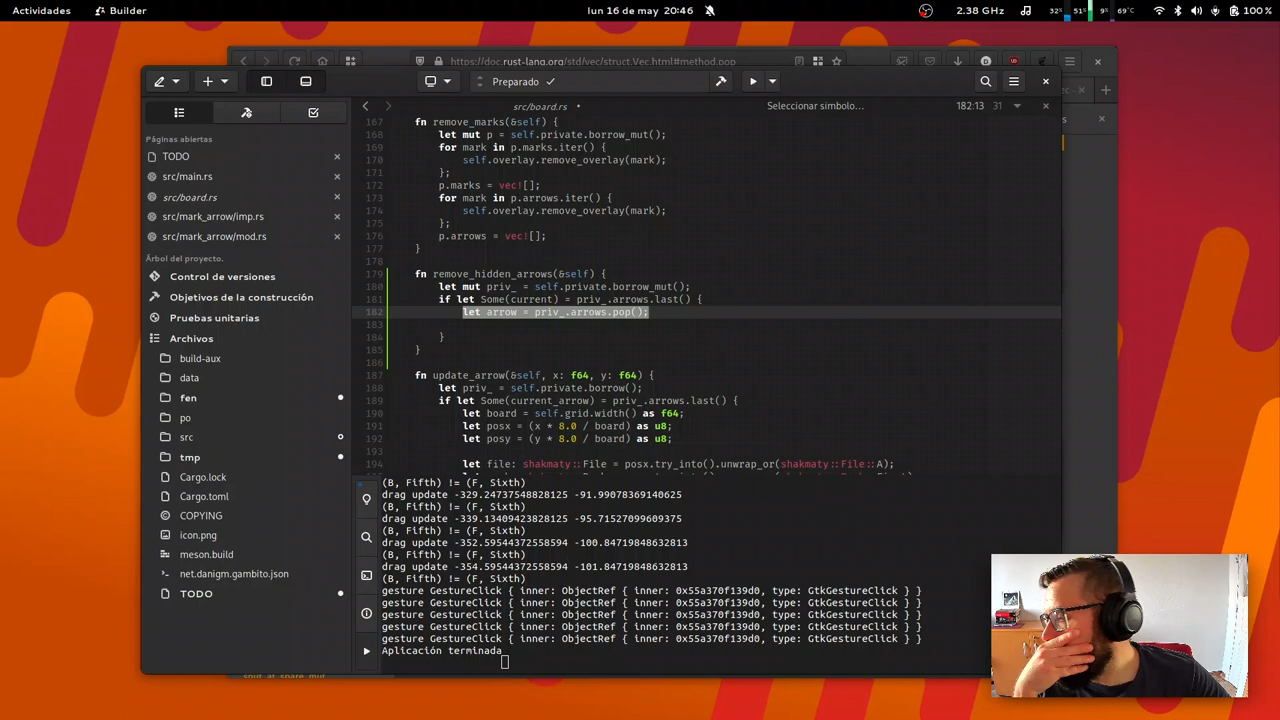 Actividades
Builder
lun 16 de may 20:46
2.38 GHz
32%
51%
9%
69°C
100 %
https://doc.rust-lang.org/std/vec/struct.Vec.html#method.pop
Preparado
Páginas abiertas
TODO
src/main.rs
src/board.rs
src/mark_arrow/imp.rs
src/mark_arrow/mod.rs
Árbol del proyecto
Control de versiones
Objetivos de la construcción
Pruebas unitarias
Archivos
build-aux
data
fen
po
src
tmp
Cargo.lock
Cargo.toml
COPYING
icon.png
meson.build
net.danigm.gambito.json
TODO
src/board.rs •
Seleccionar símbolo…
182:13 31
167 fn remove_marks(&self) {
168 let mut p = self.private.borrow_mut();
169 for mark in p.marks.iter() {
170 self.overlay.remove_overlay(mark);
171 };
172 p.marks = vec![];
173 for mark in p.arrows.iter() {
174 self.overlay.remove_overlay(mark);
175 };
176 p.arrows = vec![];
177 }
178
179 fn remove_hidden_arrows(&self) {
180 let mut priv_ = self.private.borrow_mut();
181 if let Some(current) = priv_.arrows.last() {
182 let arrow = priv_.arrows.pop();
183
184 }
185 }
186
187 fn update_arrow(&self, x: f64, y: f64) {
188 let priv_ = self.private.borrow();
189 if let Some(current_arrow) = priv_.arrows.last() {
190 let board = self.grid.width() as f64;
191 let posx = (x * 8.0 / board) as u8;
192 let posy = (y * 8.0 / board) as u8;
194 let file: shakmaty::File = posx.try_into().unwrap_or(shakmaty::File::A);
(B, Fifth) != (F, Sixth)
drag update -329.24737548828125 -91.99078369140625
(B, Fifth) != (F, Sixth)
drag update -339.13409423828125 -95.71527099609375
(B, Fifth) != (F, Sixth)
drag update -352.59544372558594 -100.84719848632813
(B, Fifth) != (F, Sixth)
drag update -354.59544372558594 -101.84719848632813
(B, Fifth) != (F, Sixth)
gesture GestureClick { inner: ObjectRef { inner: 0x55a370f139d0, type: GtkGestureClick } }
gesture GestureClick { inner: ObjectRef { inner: 0x55a370f139d0, type: GtkGestureClick } }
gesture GestureClick { inner: ObjectRef { inner: 0x55a370f139d0, type: GtkGestureClick } }
gesture GestureClick { inner: ObjectRef { inner: 0x55a370f139d0, type: GtkGestureClick } }
gesture GestureClick { inner: ObjectRef { inner: 0x55a370f139d0, type: GtkGestureClick } }
Aplicación terminada